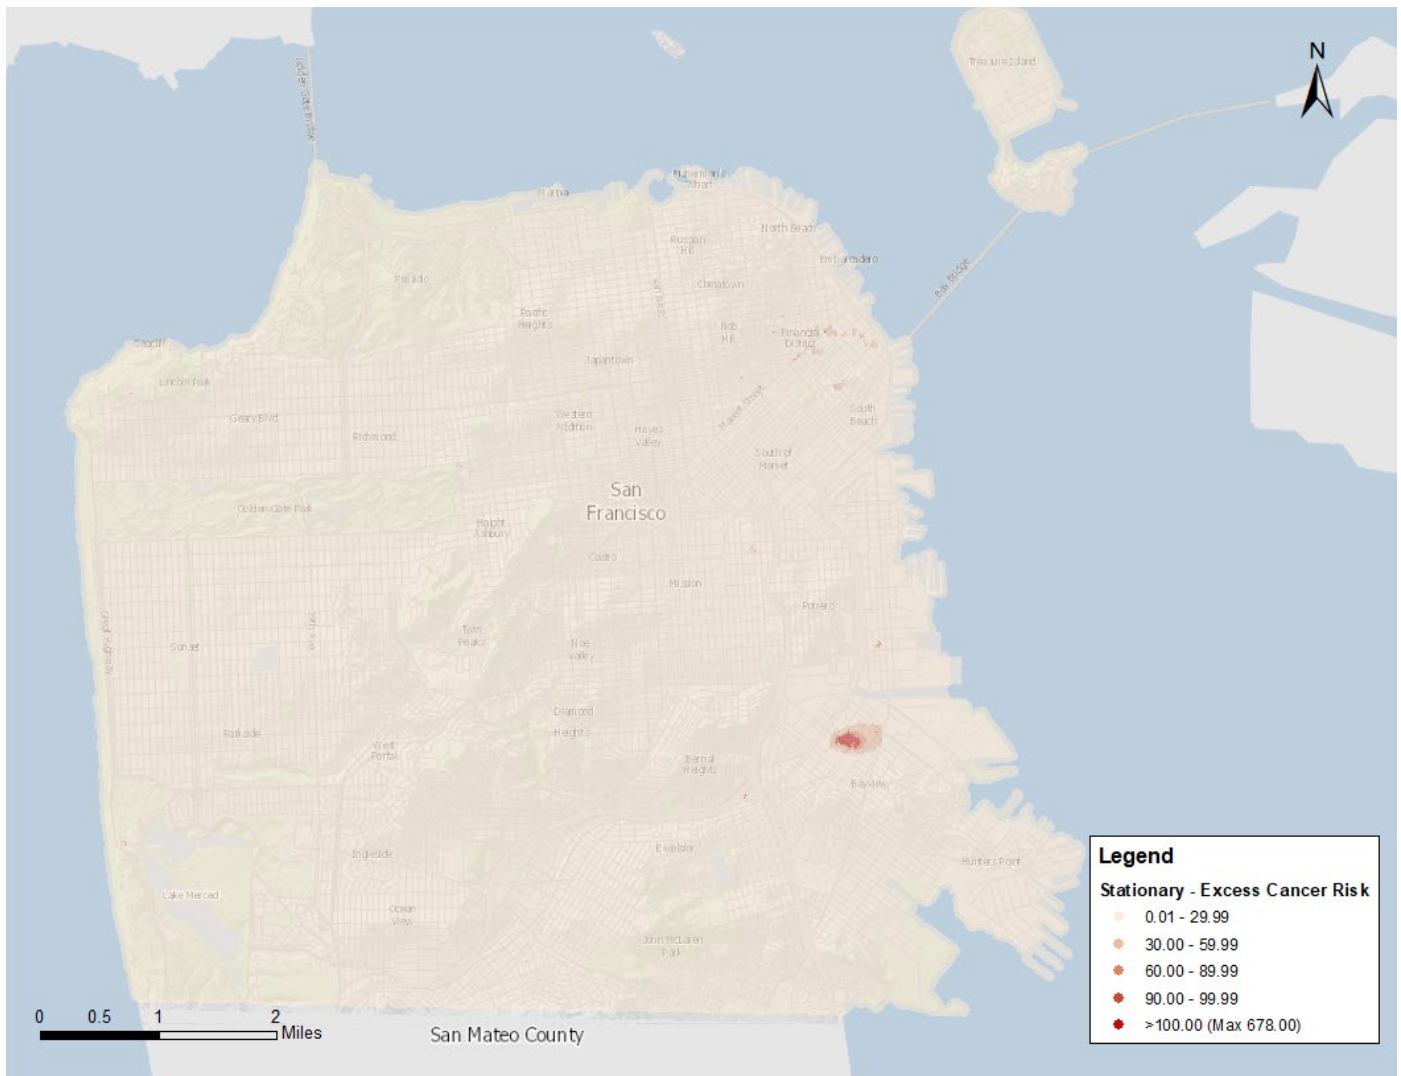 N
Treasure Island
Golden Gate Bridge
Marina
Fisherman's
Wharf
North Beach
Russian
Hill
Embarcadero
Presidio
Chinatown
Bay Bridge
Pacific
Heights
Nob
Hill
Financial
District
Seacliff
Japantown
Lincoln Park
Market Street
Geary Blvd
Western
Addition
South
Beach
Richmond
Hayes
Valley
South of
Market
San
Francisco
Golden Gate Park
Haight
Ashbury
Castro
Mission
Potrero
Great Highway
Sunset
Twin
Peaks
Noe
Valley
Diamond
Heights
Parkside
West
Portal
Bernal
Heights
Bayview
Ingleside
Excelsior
Hunters Point
Lake Merced
Ocean
View
John McLaren
Park
Legend
Stationary - Excess Cancer Risk
0.01 - 29.99
30.00 - 59.99
60.00 - 89.99
90.00 - 99.99
>100.00 (Max 678.00)
0 0.5 1 2
Miles
San Mateo County